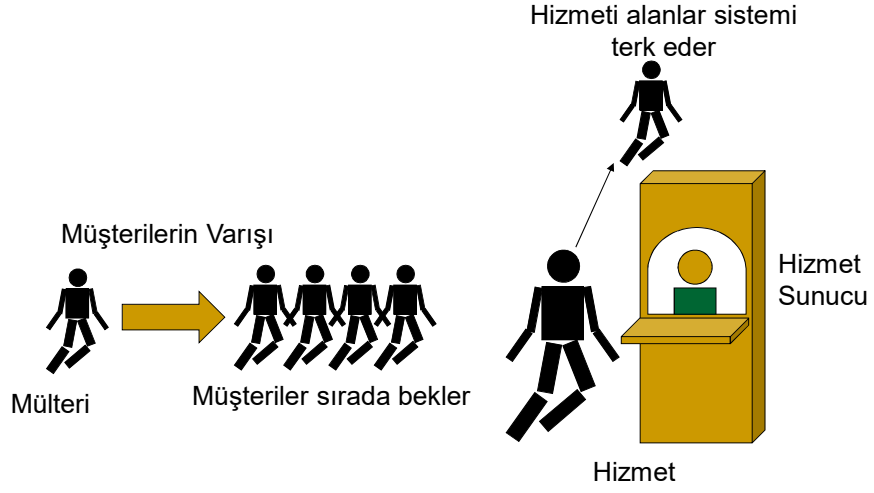 Hizmeti alanlar sistemi
terk eder
Müşterilerin Varışı
Hizmet
Sunucu
Mülteri
Müşteriler sırada bekler
Hizmet